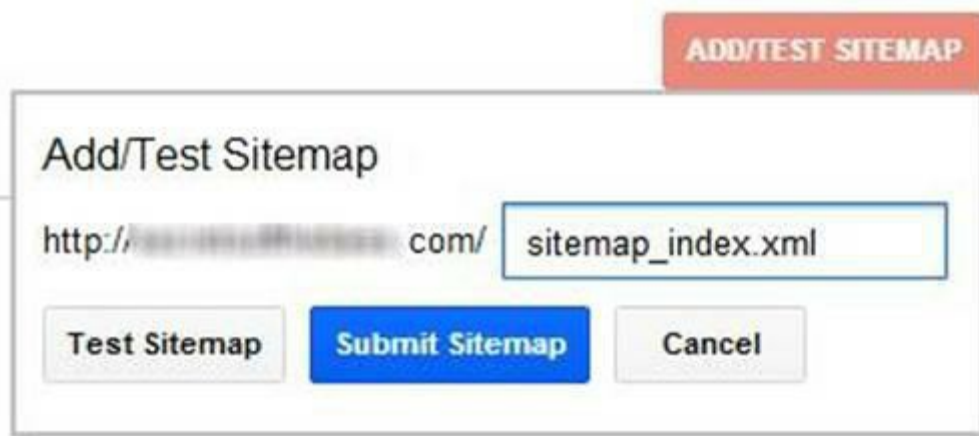 ADD/TEST SITEMAP
Add/Test Sitemap
http:// com/ sitemap_index.xml
Test Sitemap Submit Sitemap Cancel